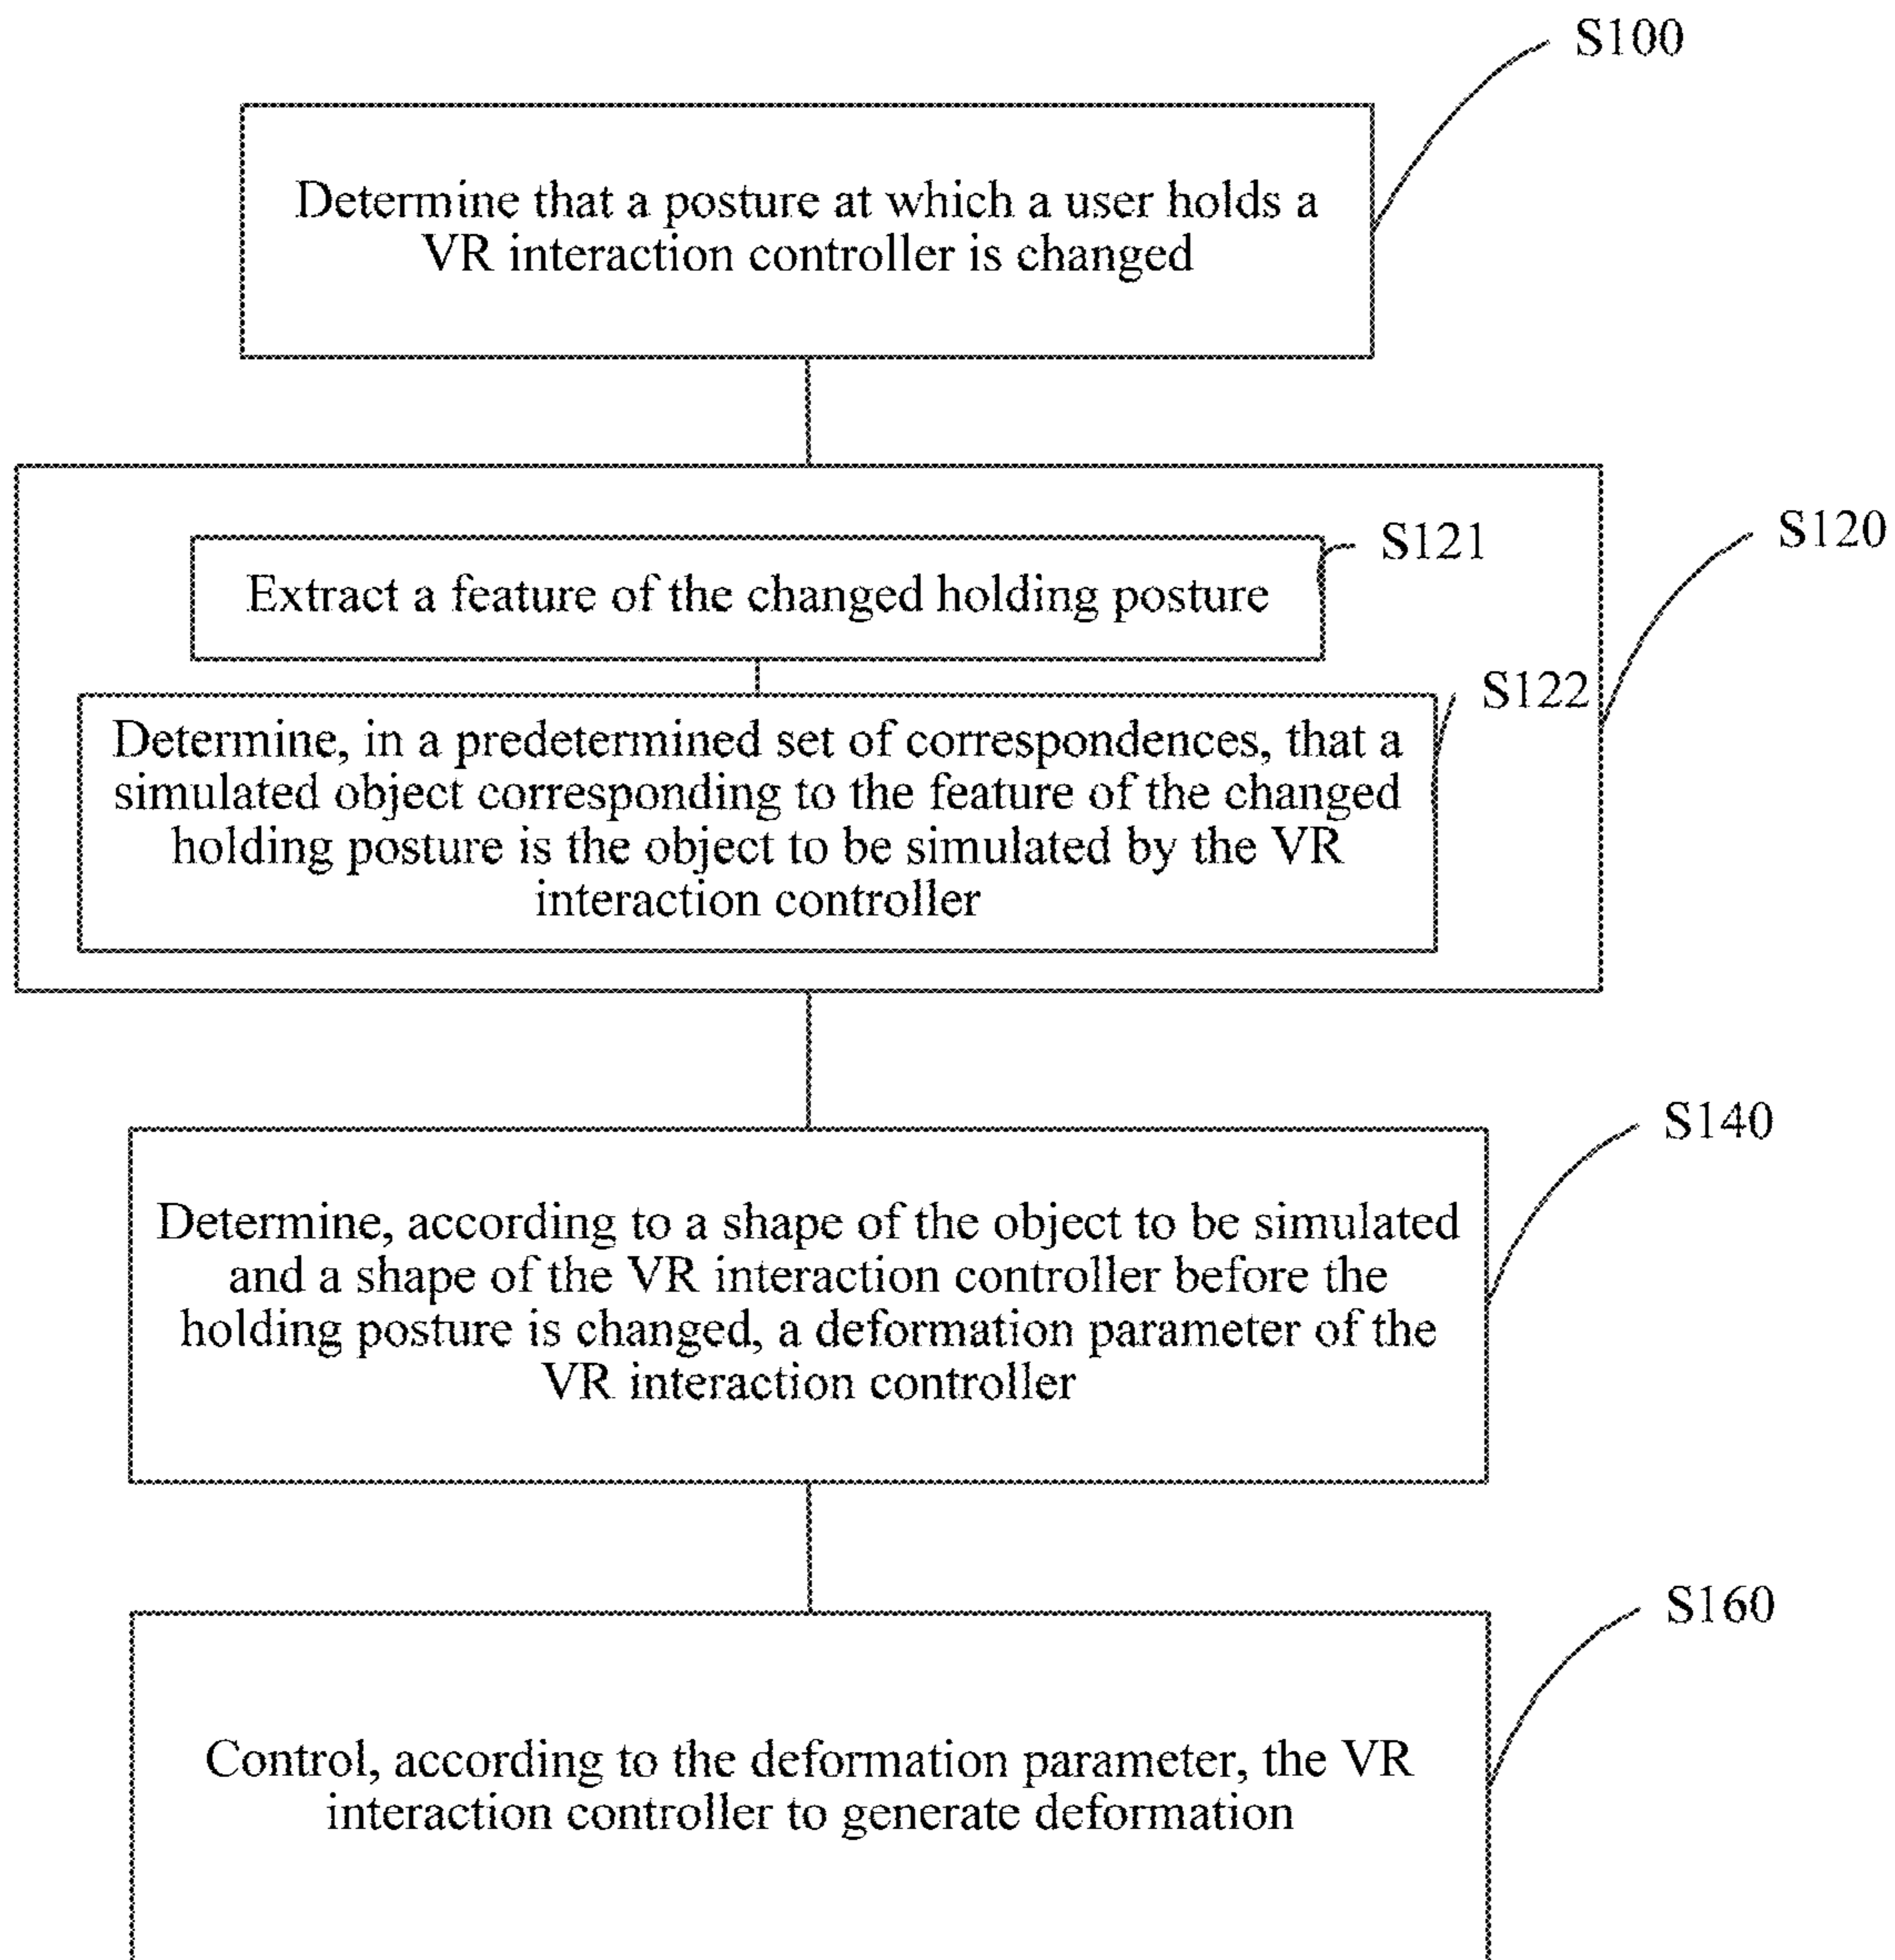 S100
Determine that a posture at which a user holds a
VR interaction controller is changed
S120
S121
Extract a feature of the changed holding posture
S122
Determine, in a predetermined set of correspondences, that a
simulated object corresponding to the feature of the changed
holding posture is the object to be simulated by the VR
interaction controller
S140
Determine, according to a shape of the object to be simulated
and a shape of the VR interaction controller before the
holding posture is changed, a deformation parameter of the
VR interaction controller
S160
Control, according to the deformation parameter, the VR
interaction controller to generate deformation